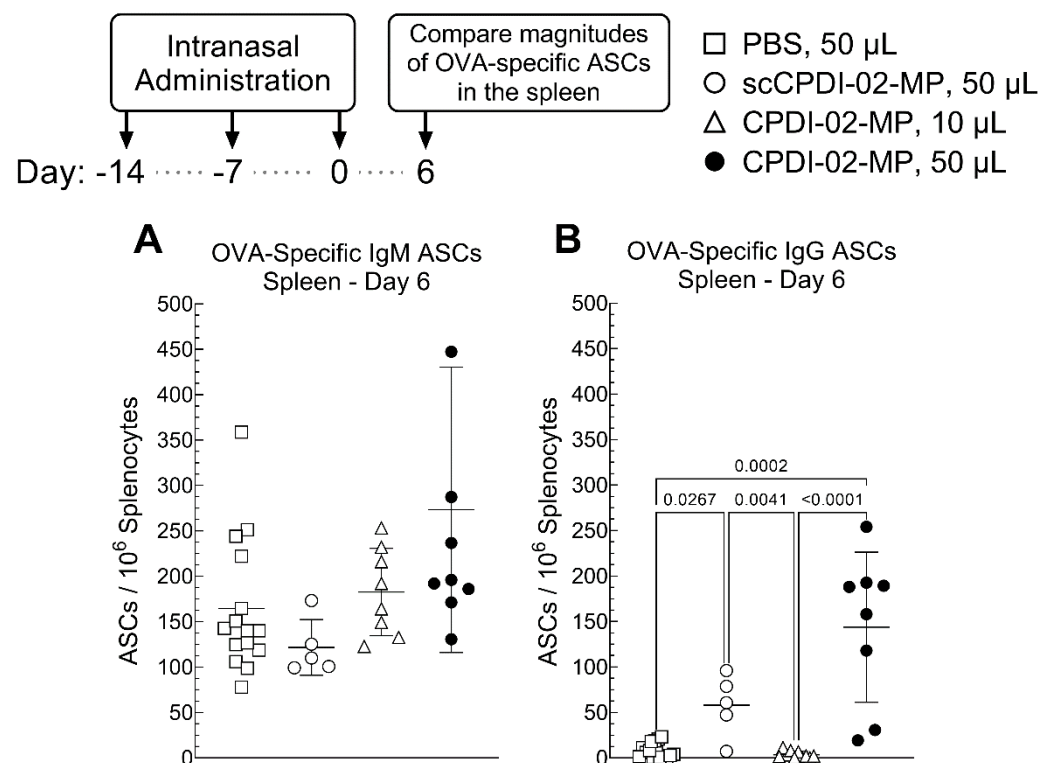 Intranasal
Administration
Compare magnitudes
of OVA-specific ASCs
in the spleen
Day: -14 ...... -7 ...... 0 ..... 6
PBS, 50 µL
scCPDI-02-MP, 50 µL
CPDI-02-MP, 10 µL
CPDI-02-MP, 50 µL
A
OVA-Specific IgM ASCs
Spleen - Day 6
ASCs / 10⁶ Splenocytes
500
450
400
350
300
250
200
150
100
50
0
B
OVA-Specific IgG ASCs
Spleen - Day 6
ASCs / 10⁶ Splenocytes
500
450
400
350
300
250
200
150
100
50
0
0.0002
0.0267 0.0041 <0.0001